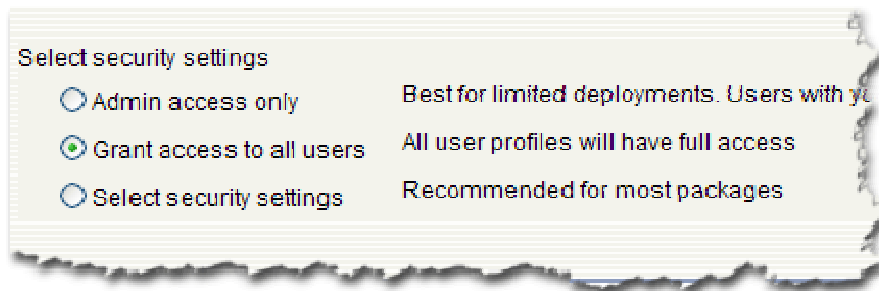 Select security settings
Admin access only
Best for limited deployments. Users with
Grant access to all users
All user profiles will have full access
Select security settings
Recommended for most packages